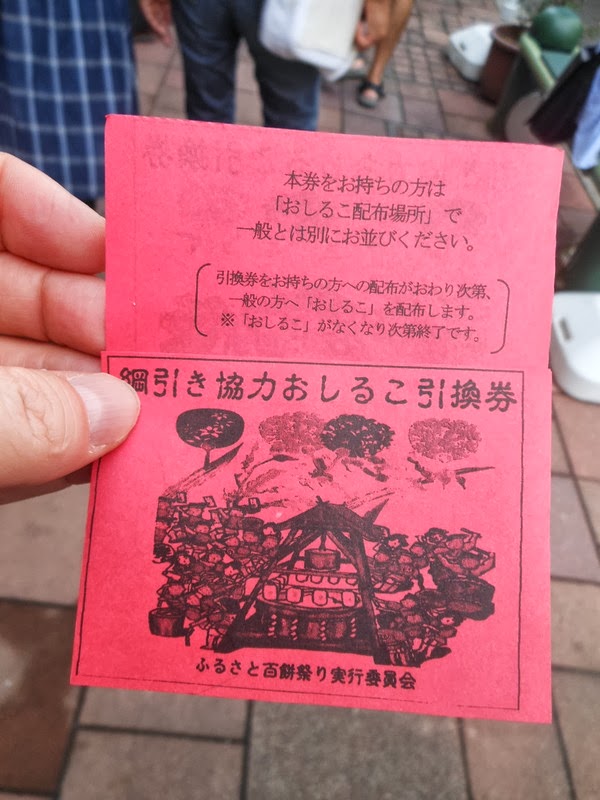 本券をお持ちの方は
「おしるこ配布場所」で
一般とは別にお並びください。
引換券をお持ちの方への配布がおわり次第、
一般の方へ「おしるこ」を配布します。
※「おしるこ」がなくなり次第終了です。
綱引き協力おしるこ引換券
ふるさと百餅祭り実行委員会